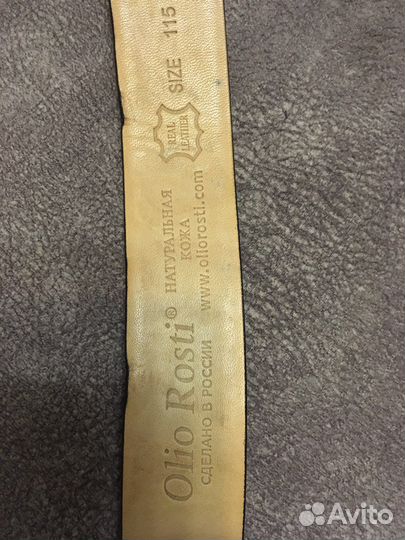 Olio Rosti®
СДЕЛАНО В РОССИИ
НАТУРАЛЬНАЯ
КОЖА
www.oliorosti.com
REAL
LEATHER
SIZE 115
Avito